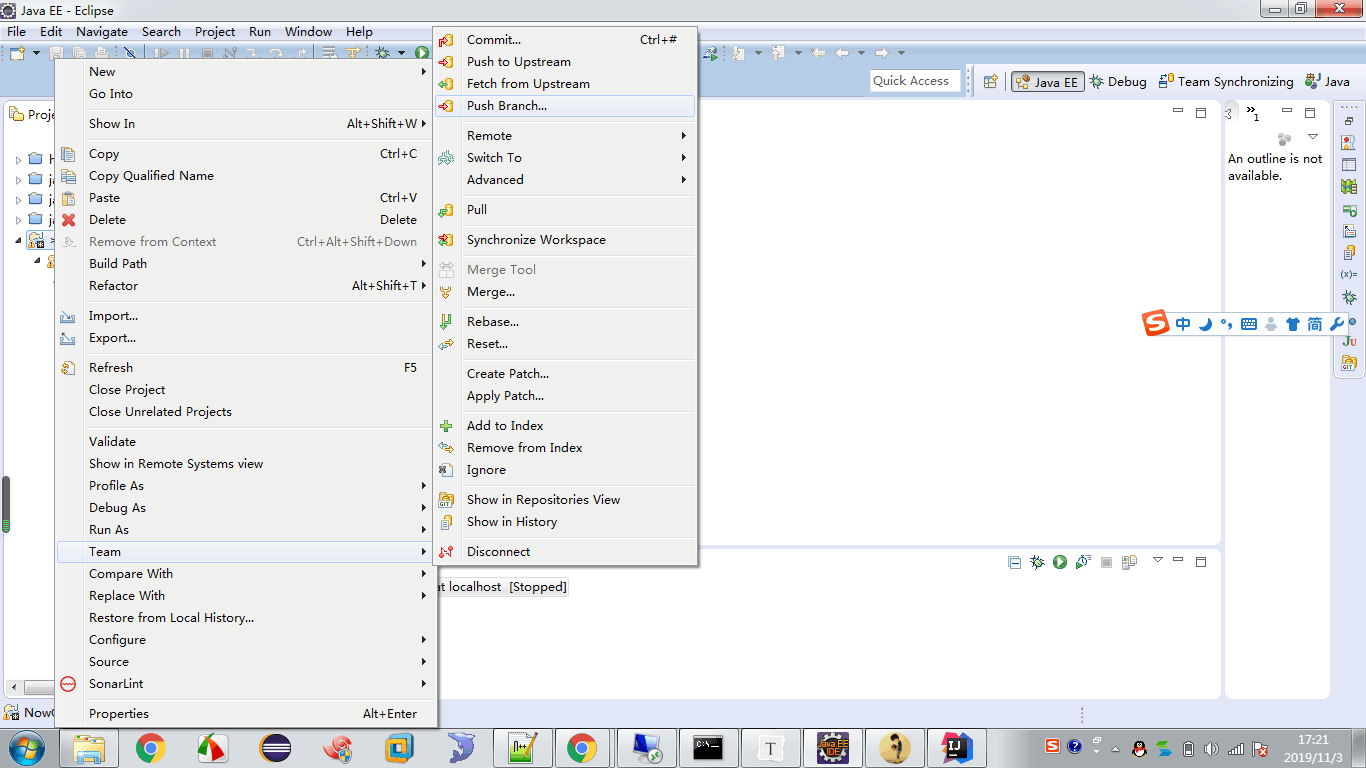 Java EE - Eclipse
File Edit Navigate Search Project Run Window Help
Quick Access
Java EE
Debug
Team Synchronizing
Java
New
Go Into
Show In Alt+Shift+W
Copy Ctrl+C
Copy Qualified Name
Paste Ctrl+V
Delete Delete
Remove from Context Ctrl+Alt+Shift+Down
Build Path
Refactor Alt+Shift+T
Import...
Export...
Refresh F5
Close Project
Close Unrelated Projects
Validate
Show in Remote Systems view
Profile As
Debug As
Run As
Team
Compare With
Replace With
Restore from Local History...
Configure
Source
SonarLint
Properties Alt+Enter
Commit... Ctrl+#
Push to Upstream
Fetch from Upstream
Push Branch...
Remote
Switch To
Advanced
Pull
Synchronize Workspace
Merge Tool
Merge...
Rebase...
Reset...
Create Patch...
Apply Patch...
Add to Index
Remove from Index
Ignore
Show in Repositories View
Show in History
Disconnect
at localhost [Stopped]
An outline is not
available.
中 简
17:21
2019/11/3